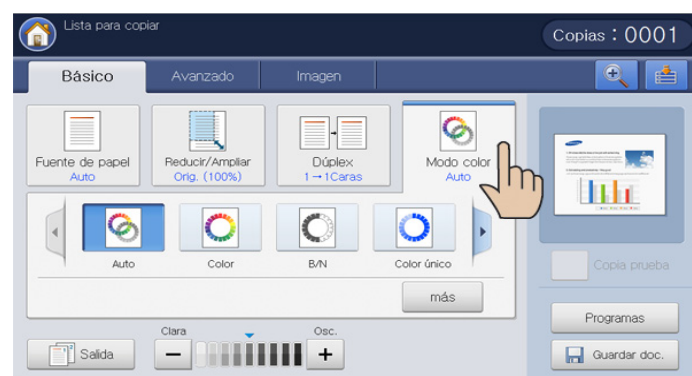 Lista para copiar
Copias : 0001
Básico
Avanzado
Imagen
Fuente de papel
Auto
Reducir/Ampliar
Orig. (100%)
Dúplex
1→1Caras
Modo color
Auto
Auto
Color
B/N
Color único
más
Copia prueba
Programas
Guardar doc.
Salida
Clara
Osc.